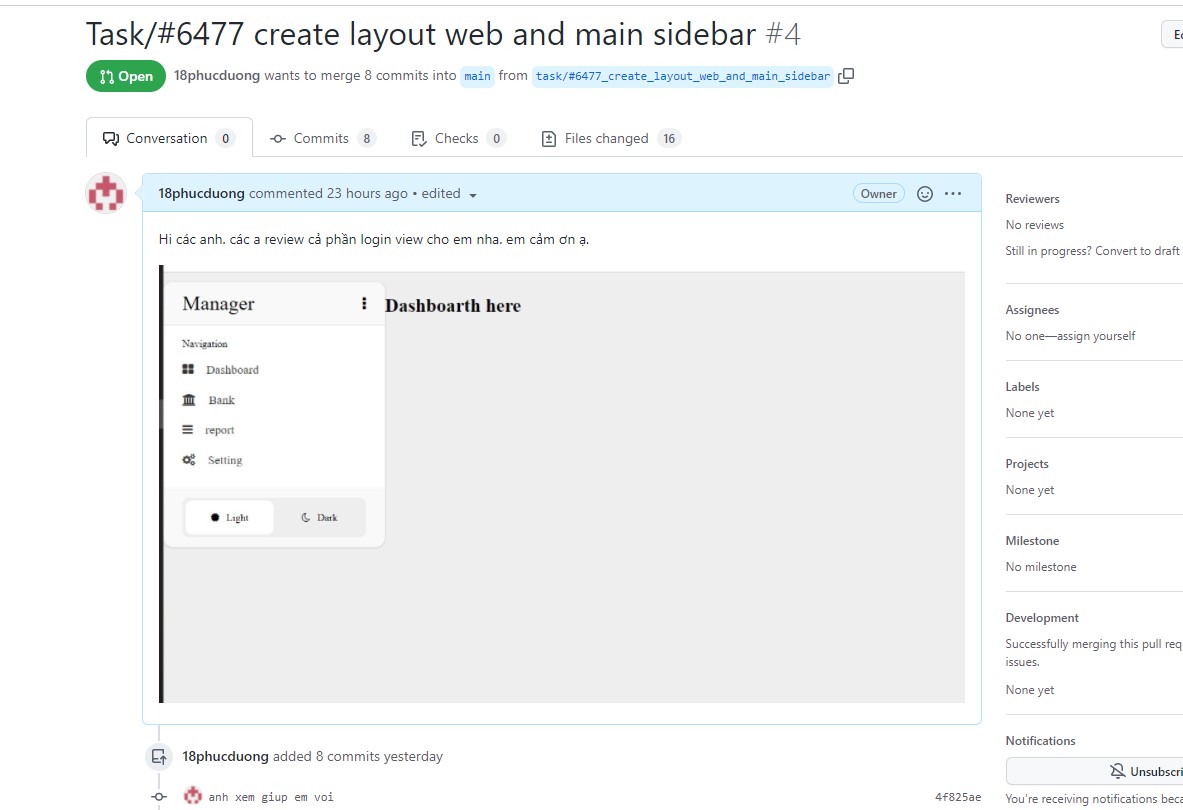 Task/#6477 create layout web and main sidebar #4
Open
18phucduong wants to merge 8 commits into main from task/#6477_create_layout_web_and_main_sidebar
Conversation 0
Commits 8
Checks 0
Files changed 16
18phucduong commented 23 hours ago • edited
Owner
Hi các anh. các a review cả phần login view cho em nha. em cảm ơn ạ.
Manager
Dashboarth here
Navigation
Dashboard
Bank
report
Setting
Light
Dark
18phucduong added 8 commits yesterday
anh xem giup em voi
4f825ae
Reviewers
No reviews
Still in progress? Convert to draft
Assignees
No one—assign yourself
Labels
None yet
Projects
None yet
Milestone
No milestone
Development
Successfully merging this pull req
issues.
None yet
Notifications
Unsubscri
You're receiving notifications beca